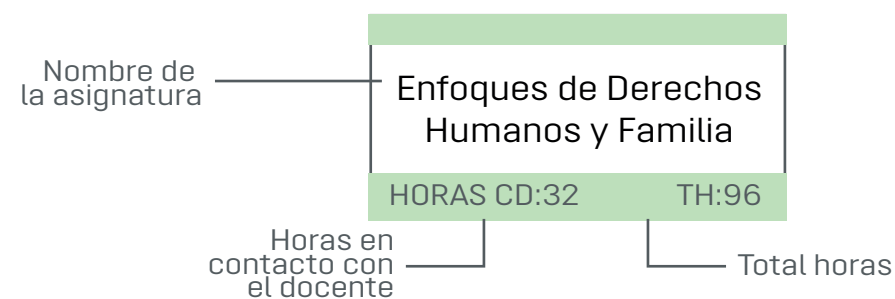 Nombre de
la asignatura
Enfoques de Derechos
Humanos y Familia
HORAS CD:32 TH:96
Horas en
contacto con
el docente
Total horas